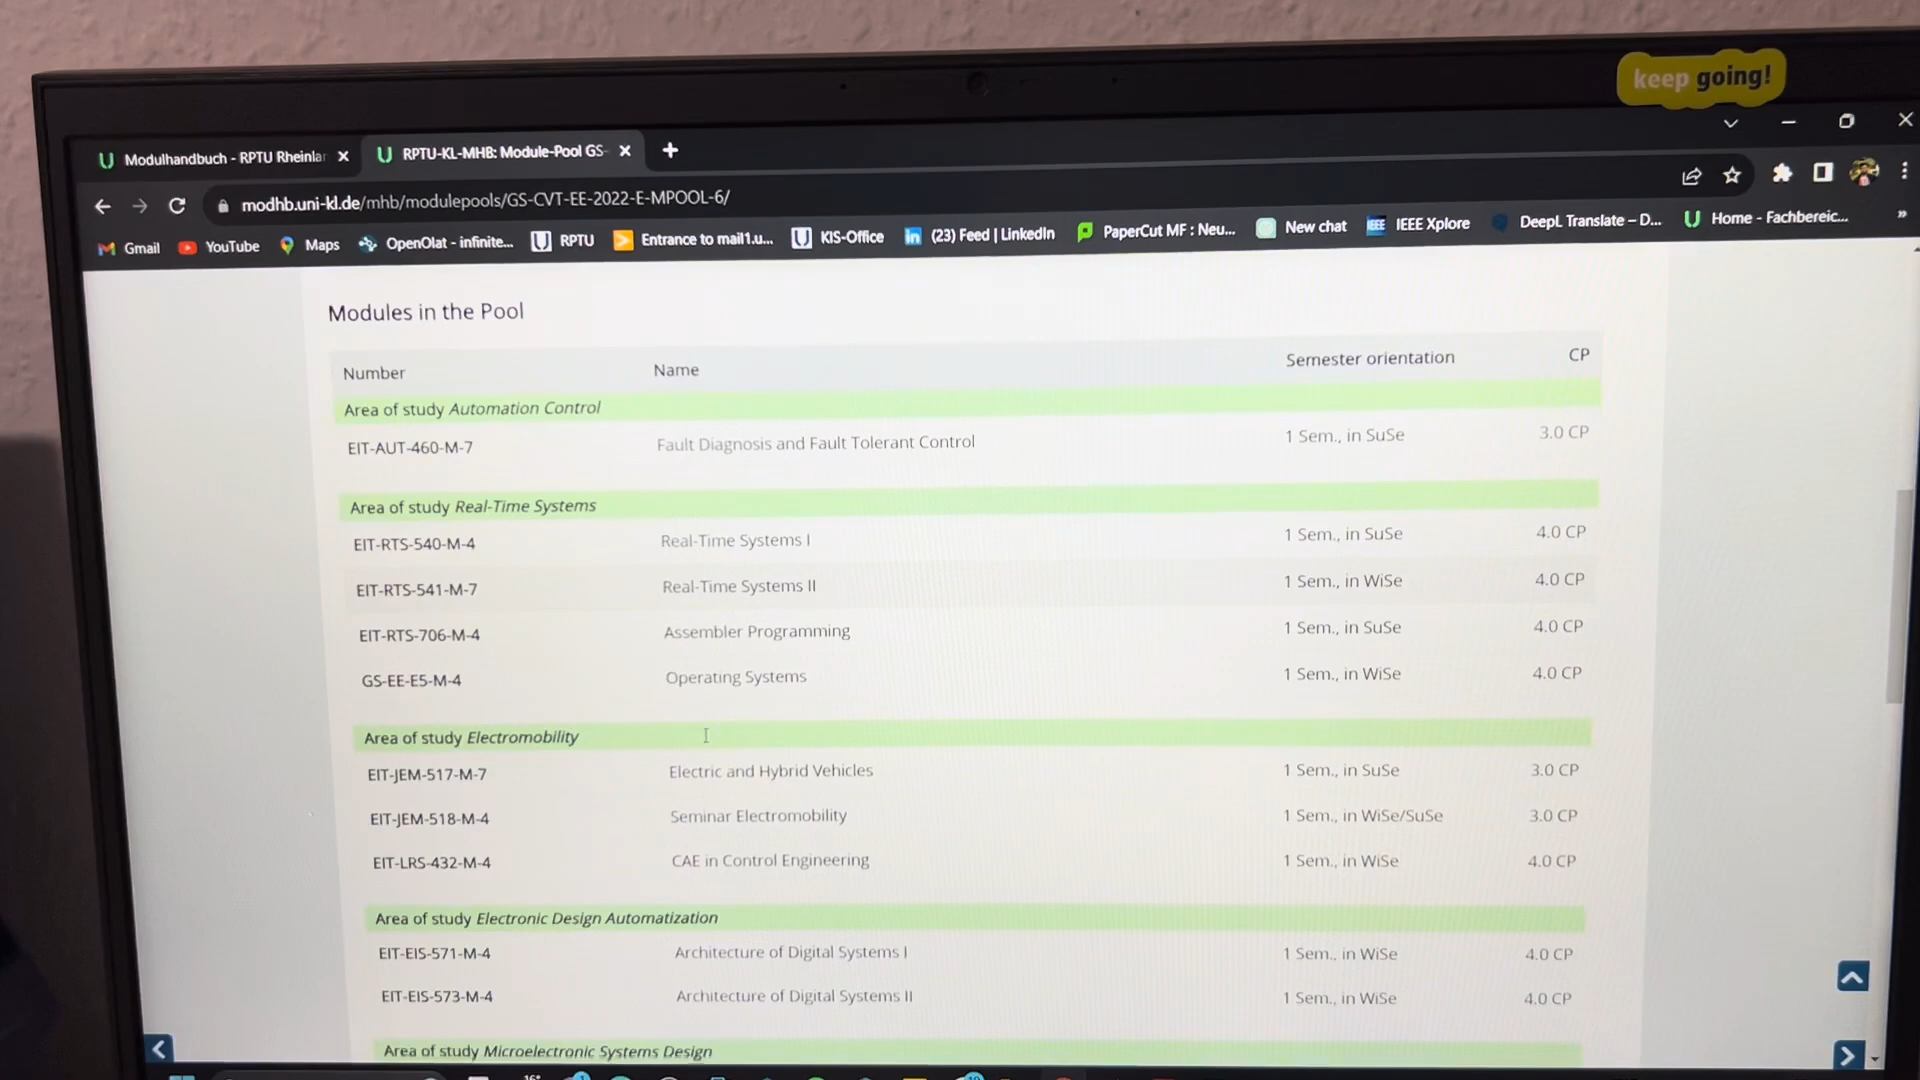 keep going!
Modulhandbuch - RPTU Rheinlar
RPTU-KL-MHB: Module-Pool GS-
modhb.uni-kl.de/mhb/modulepools/GS-CVT-EE-2022-E-MPOOL-6/
Gmail YouTube Maps OpenOlat - infinite... RPTU Entrance to mail1.u... KIS-Office (23) Feed | LinkedIn PaperCut MF : Neu... New chat IEEE Xplore DeepL Translate – D... Home - Fachbereic... »
Modules in the Pool
Number Name Semester orientation CP
Area of study Automation Control
EIT-AUT-460-M-7 Fault Diagnosis and Fault Tolerant Control 1 Sem., in SuSe 3.0 CP
Area of study Real-Time Systems
EIT-RTS-540-M-4 Real-Time Systems I 1 Sem., in SuSe 4.0 CP
EIT-RTS-541-M-7 Real-Time Systems II 1 Sem., in WiSe 4.0 CP
EIT-RTS-706-M-4 Assembler Programming 1 Sem., in SuSe 4.0 CP
GS-EE-E5-M-4 Operating Systems 1 Sem., in WiSe 4.0 CP
Area of study Electromobility
EIT-JEM-517-M-7 Electric and Hybrid Vehicles 1 Sem., in SuSe 3.0 CP
EIT-JEM-518-M-4 Seminar Electromobility 1 Sem., in WiSe/SuSe 3.0 CP
EIT-LRS-432-M-4 CAE in Control Engineering 1 Sem., in WiSe 4.0 CP
Area of study Electronic Design Automatization
EIT-EIS-571-M-4 Architecture of Digital Systems I 1 Sem., in WiSe 4.0 CP
EIT-EIS-573-M-4 Architecture of Digital Systems II 1 Sem., in WiSe 4.0 CP
Area of study Microelectronic Systems Design